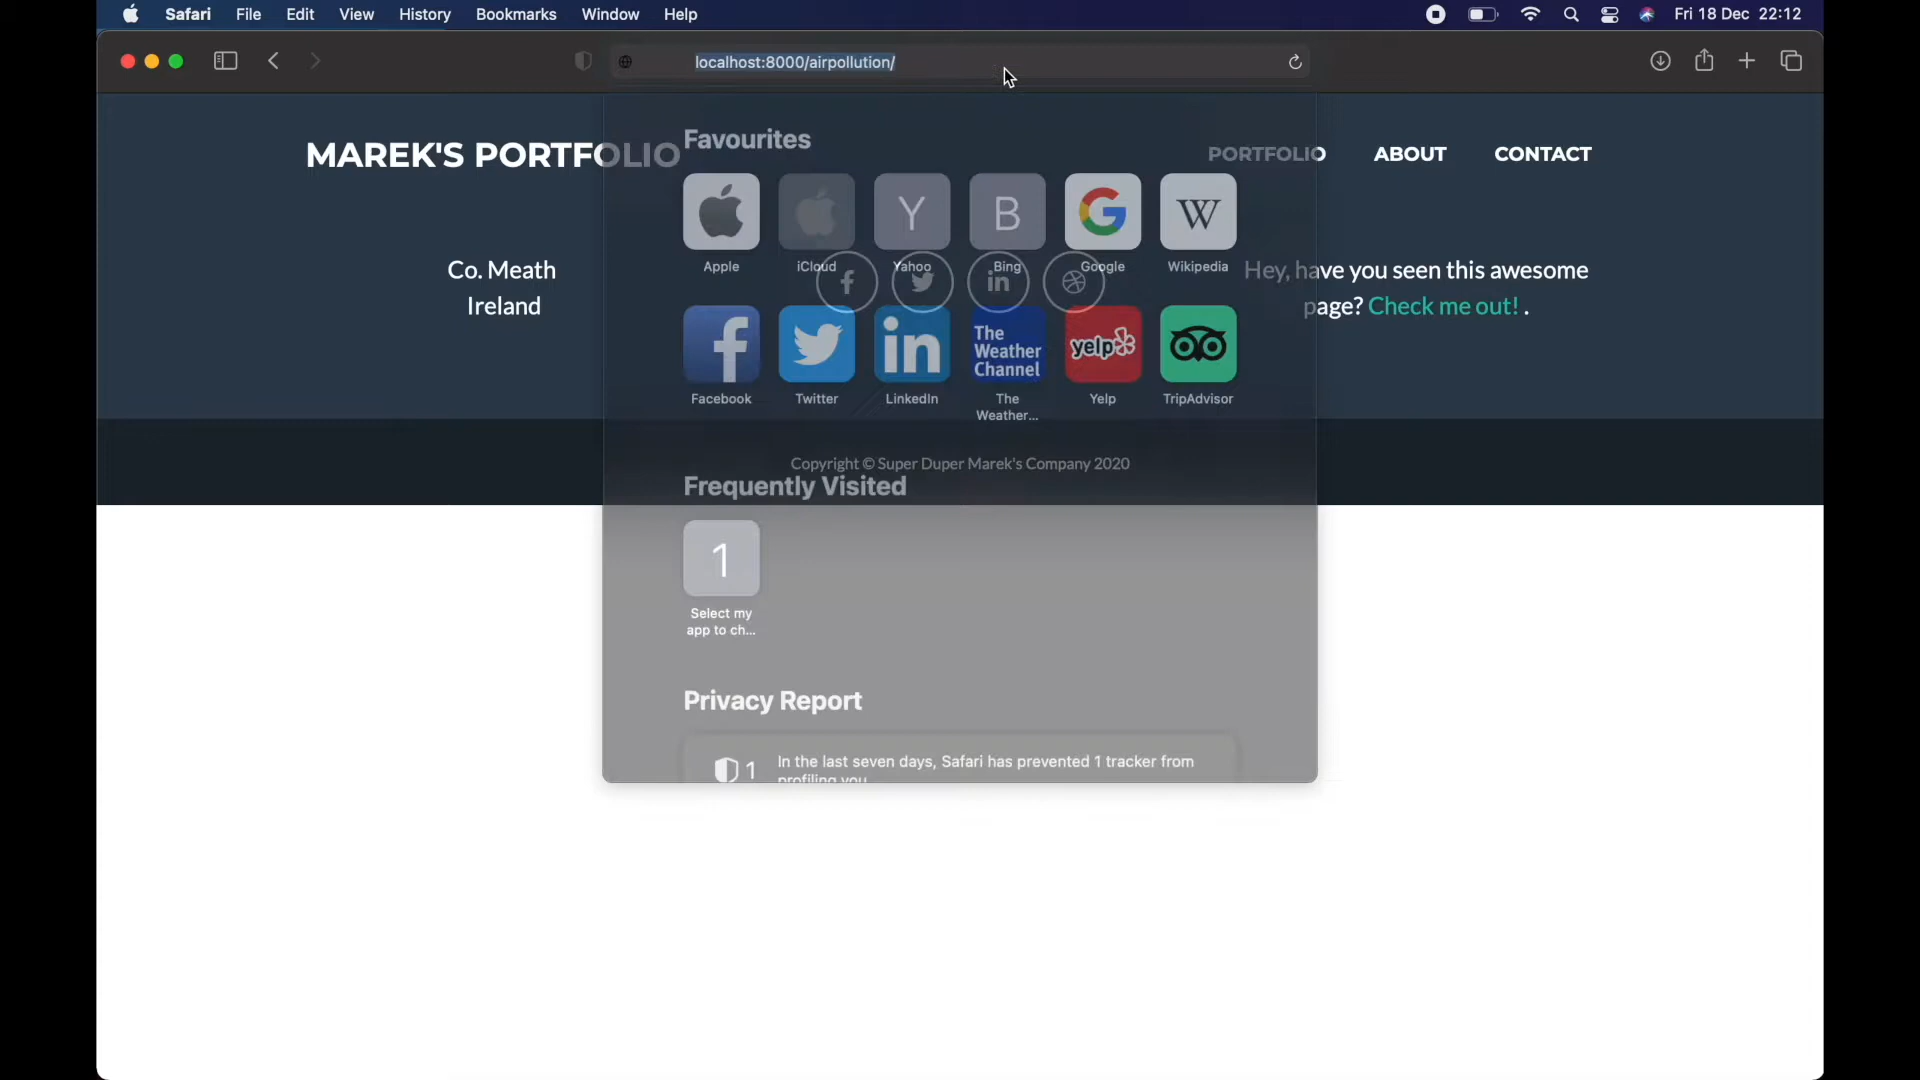 Safari File Edit View History Bookmarks Window Help Fri 18 Dec 22:12
localhost:8000/airpollution/
MAREK'S PORTFOLIO
PORTFOLIO ABOUT CONTACT
Favourites
Y B G W
Apple iCloud Yahoo Bing Google Wikipedia
Co. Meath
Ireland
f in
Hey, have you seen this awesome
page? Check me out! .
f in The Weather Channel yelp
Facebook Twitter LinkedIn The Weather... Yelp TripAdvisor
Copyright © Super Duper Marek's Company 2020
Frequently Visited
1
Select my
app to ch...
Privacy Report
1 In the last seven days, Safari has prevented 1 tracker from
profiling you